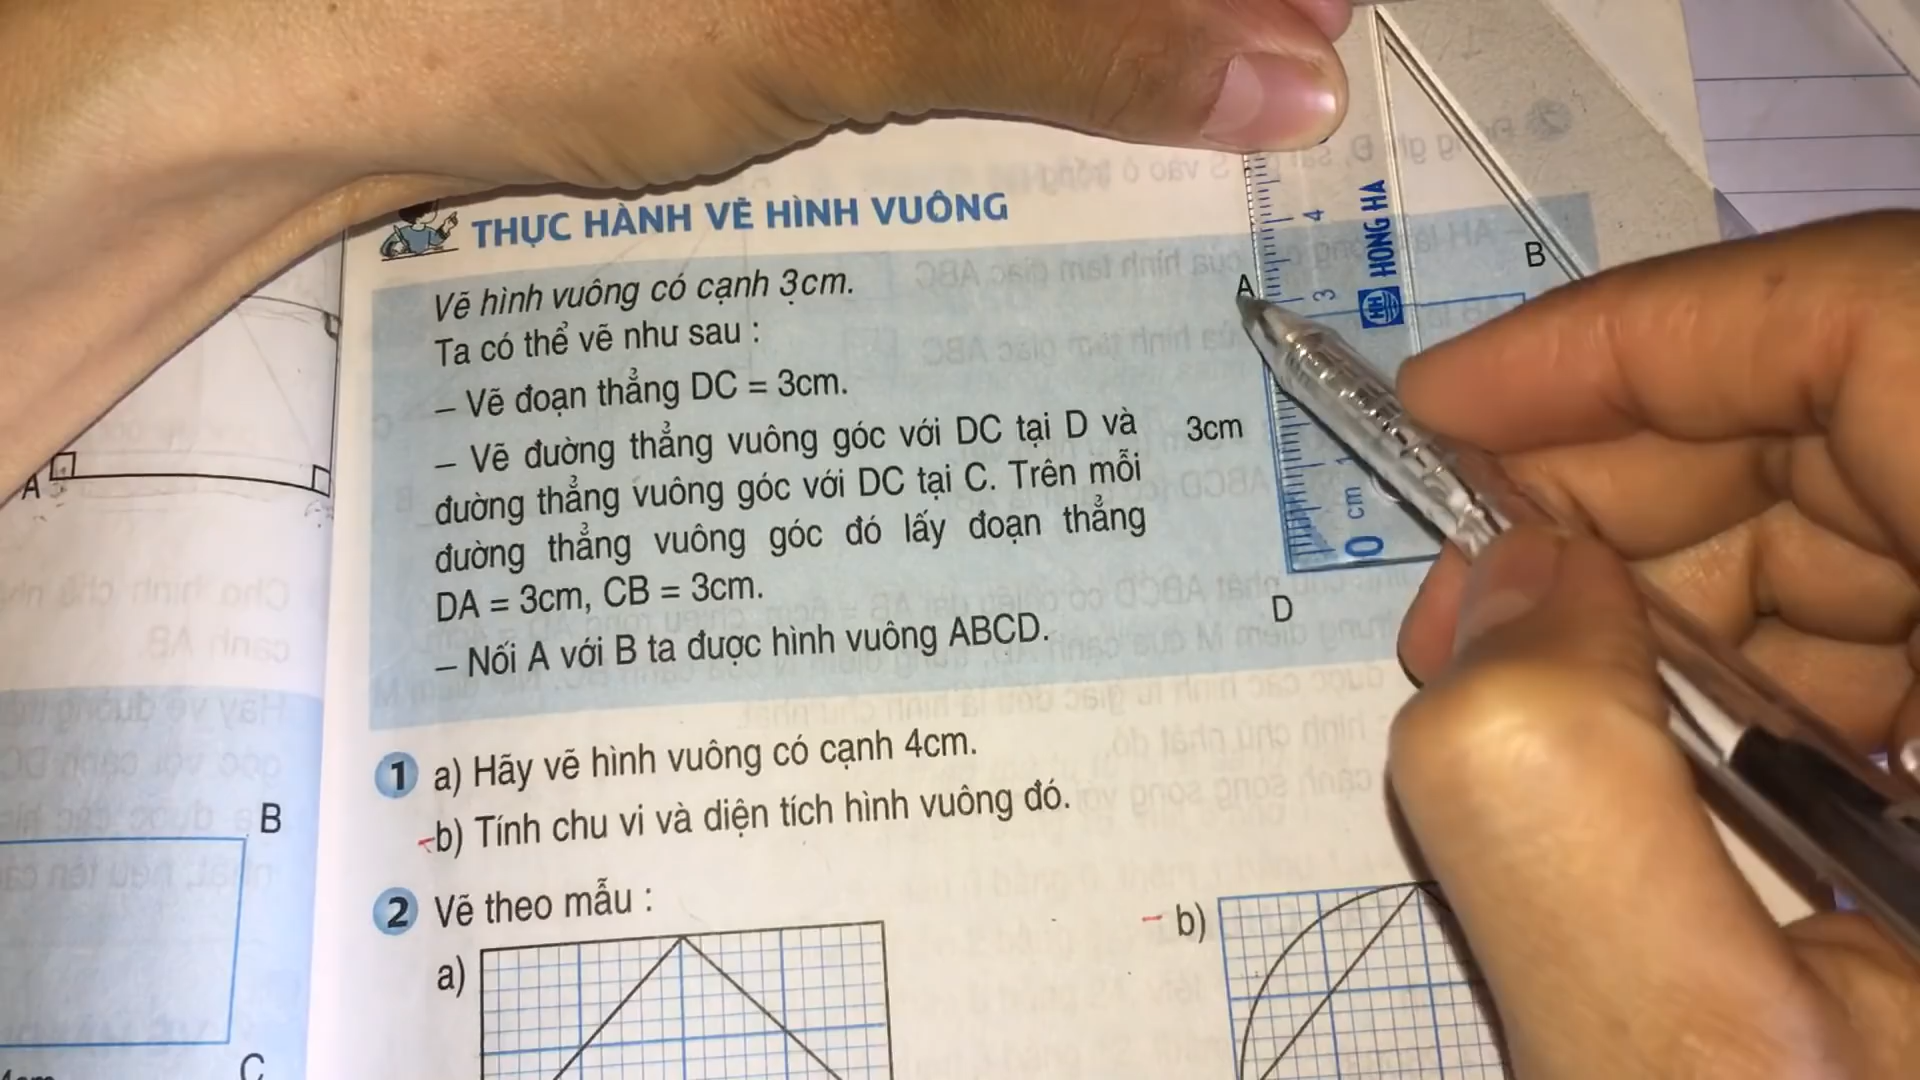 THỰC HÀNH VẼ HÌNH VUÔNG
Vẽ hình vuông có cạnh 3cm.
Ta có thể vẽ như sau :
– Vẽ đoạn thẳng DC = 3cm.
– Vẽ đường thẳng vuông góc với DC tại D và
đường thẳng vuông góc với DC tại C. Trên mỗi
đường thẳng vuông góc đó lấy đoạn thẳng
DA = 3cm, CB = 3cm.
– Nối A với B ta được hình vuông ABCD.
A
B
3cm
D
4
3
1
0 cm
HONG HA
HH
1 a) Hãy vẽ hình vuông có cạnh 4cm.
b) Tính chu vi và diện tích hình vuông đó.
2 Vẽ theo mẫu :
a)
b)
A
B
C